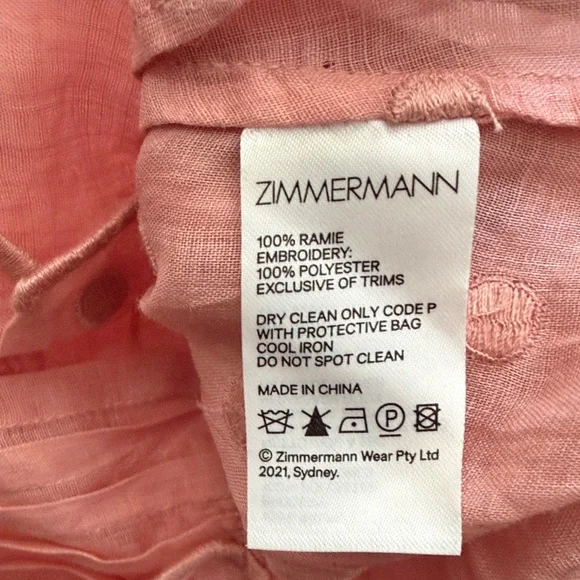 ZIMMERMANN
100% RAMIE
EMBROIDERY:
100% POLYESTER
EXCLUSIVE OF TRIMS
DRY CLEAN ONLY CODE P
WITH PROTECTIVE BAG
COOL IRON
DO NOT SPOT CLEAN
MADE IN CHINA
P
© Zimmermann Wear Pty Ltd
2021, Sydney.